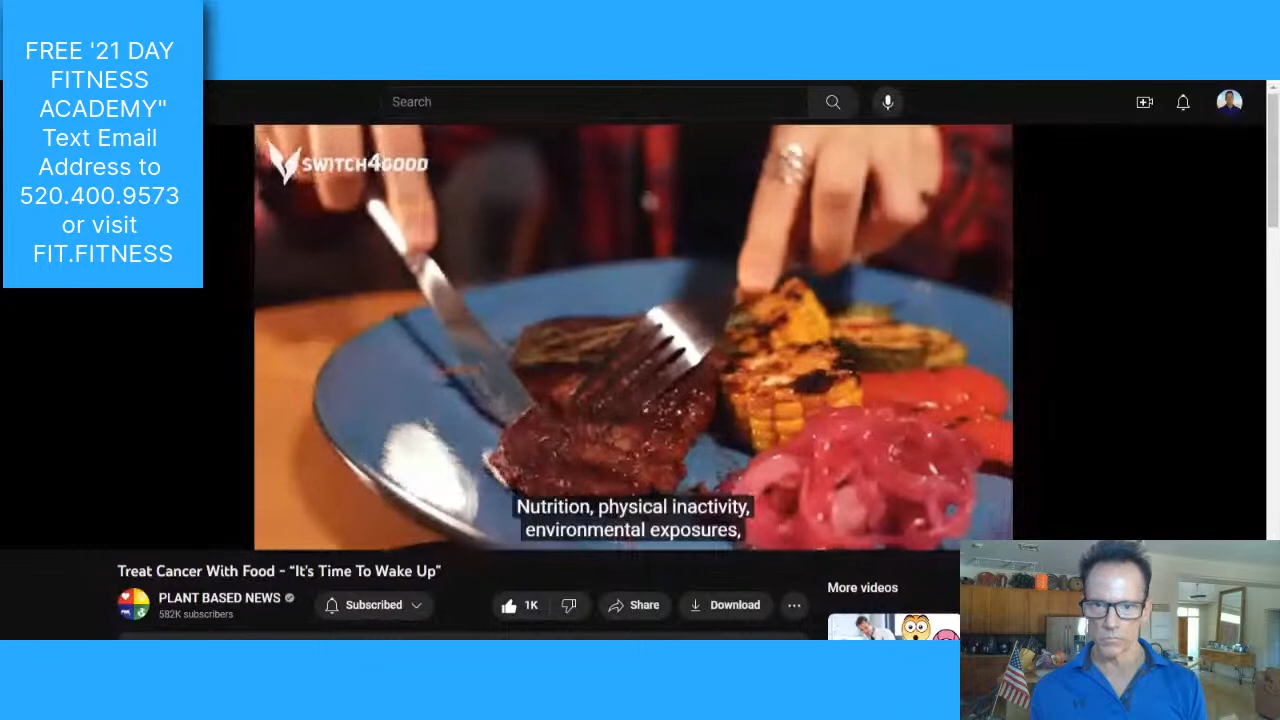 FREE '21 DAY
FITNESS
ACADEMY"
Text Email
Address to
520.400.9573
or visit
FIT.FITNESS
Search
SWITCH4GOOD
Nutrition, physical inactivity,
environmental exposures,
Treat Cancer With Food - “It’s Time To Wake Up”
PLANT BASED NEWS
582K subscribers
Subscribed
1K
Share
Download
More videos